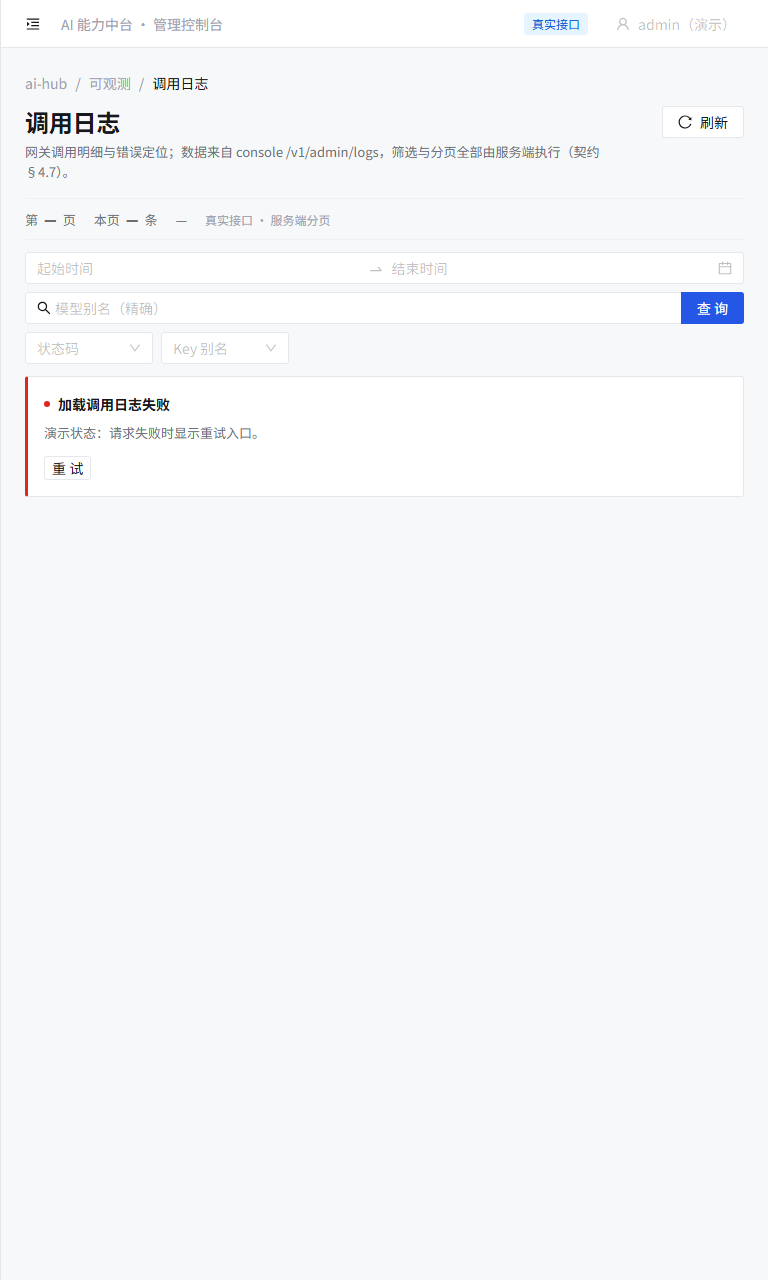 AI 能力中台 · 管理控制台
真实接口
admin（演示）
ai-hub / 可观测 / 调用日志
调用日志
刷新
网关调用明细与错误定位；数据来自 console /v1/admin/logs，筛选与分页全部由服务端执行（契约
§4.7）。
第 — 页 本页 — 条 — 真实接口 · 服务端分页
起始时间 → 结束时间
模型别名（精确）
查 询
状态码
Key 别名
加载调用日志失败
演示状态：请求失败时显示重试入口。
重 试